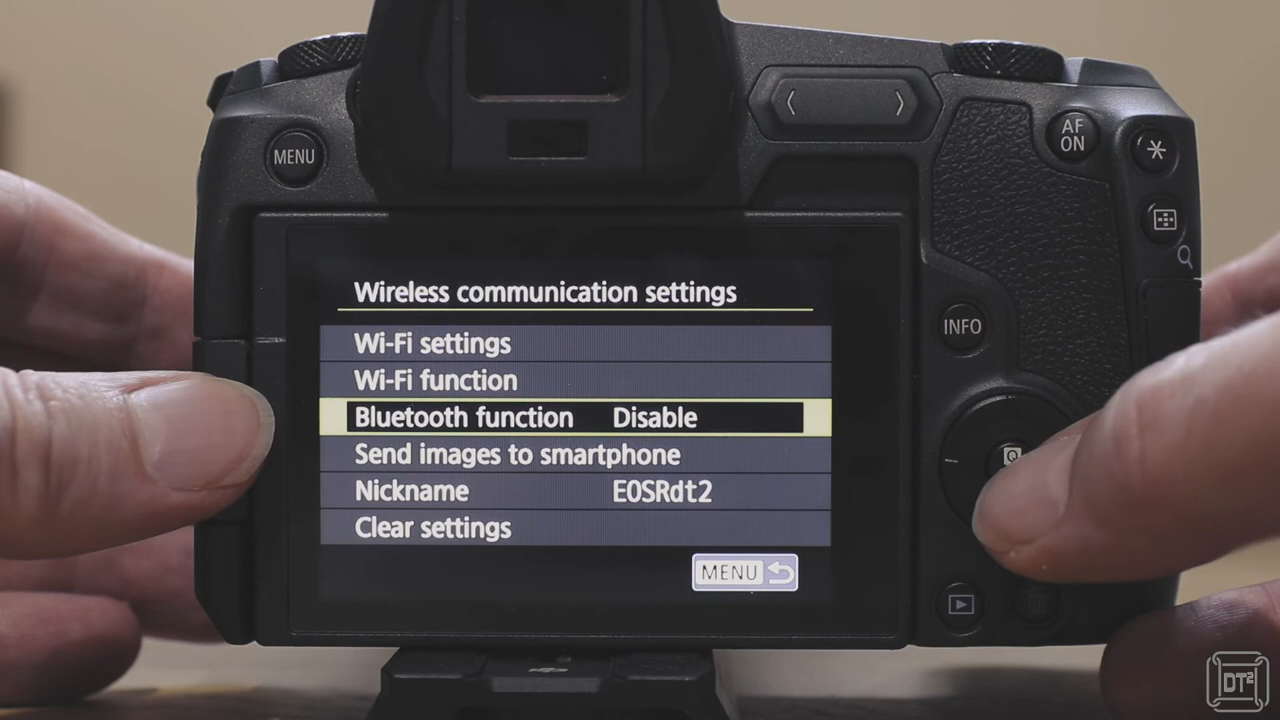 MENU
AF
ON
INFO
Q
Wireless communication settings
Wi-Fi settings
Wi-Fi function
Bluetooth function Disable
Send images to smartphone
Nickname EOSRdt2
Clear settings
MENU
dji
DT²